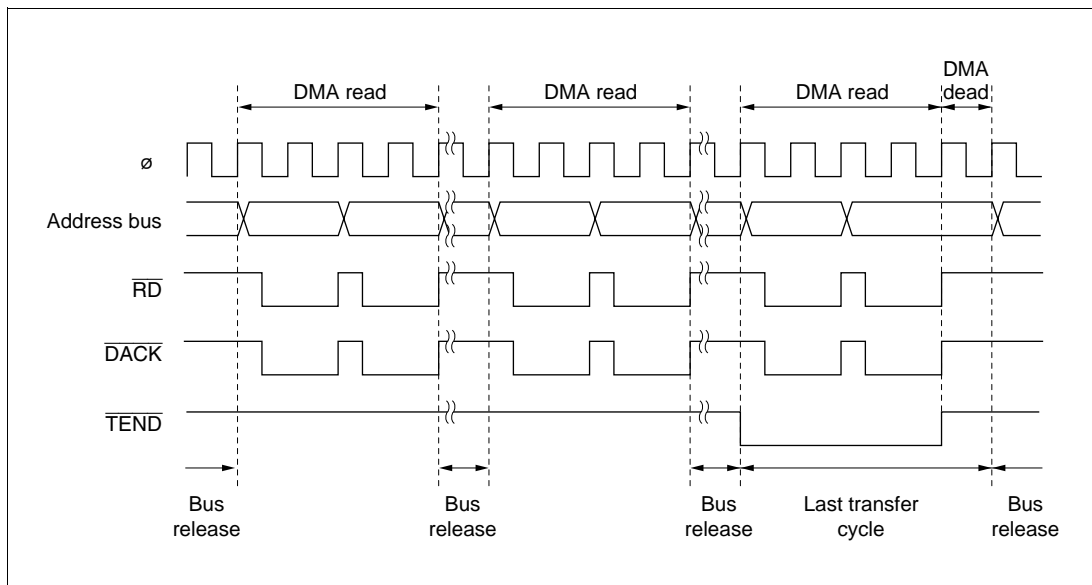 DMA
dead
DMA read
DMA read
DMA read
ø
Address bus
RD
DACK
TEND
Bus
release
Bus
release
Bus
release
Last transfer
cycle
Bus
release